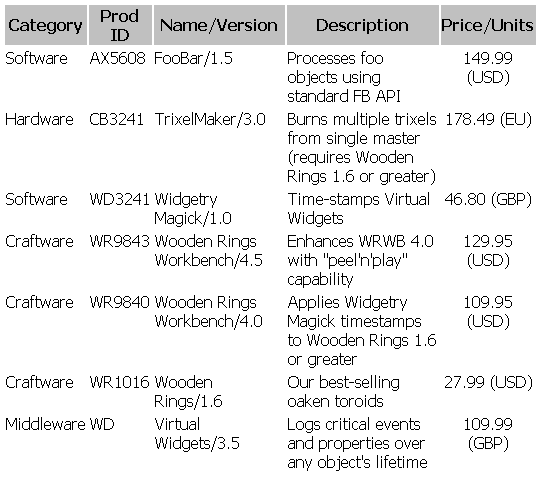 Category Prod ID Name/Version Description Price/Units
Software AX5608 FooBar/1.5 Processes foo objects using standard FB API 149.99 (USD)
Hardware CB3241 TrixelMaker/3.0 Burns multiple trixels from single master (requires Wooden Rings 1.6 or greater) 178.49 (EU)
Software WD3241 Widgetry Magick/1.0 Time-stamps Virtual Widgets 46.80 (GBP)
Craftware WR9843 Wooden Rings Workbench/4.5 Enhances WRWB 4.0 with "peel'n'play" capability 129.95 (USD)
Craftware WR9840 Wooden Rings Workbench/4.0 Applies Widgetry Magick timestamps to Wooden Rings 1.6 or greater 109.95 (USD)
Craftware WR1016 Wooden Rings/1.6 Our best-selling oaken toroids 27.99 (USD)
Middleware WD Virtual Widgets/3.5 Logs critical events and properties over any object's lifetime 109.99 (GBP)